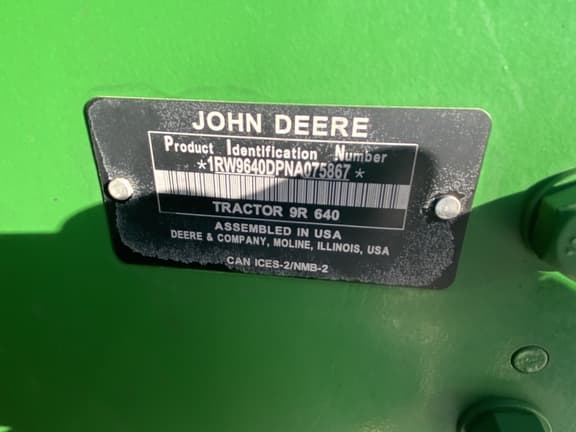 JOHN DEERE
Product Identification Number
*1RW9640DPNA075867*
TRACTOR 9R 640
ASSEMBLED IN USA
DEERE & COMPANY, MOLINE, ILLINOIS, USA
CAN ICES-2/NMB-2